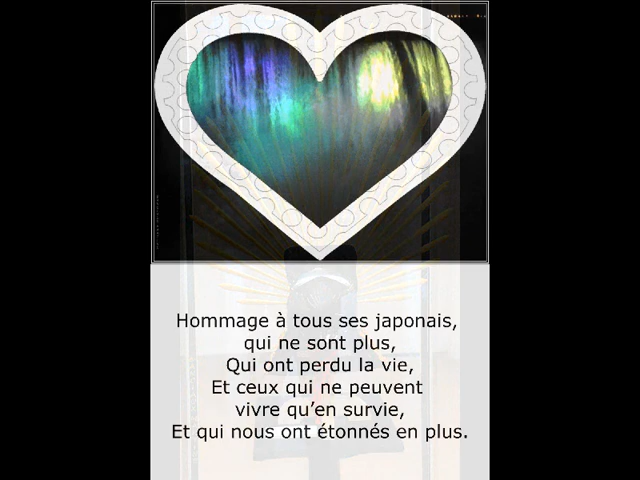 Hommage à tous ses japonais,
qui ne sont plus,
Qui ont perdu la vie,
Et ceux qui ne peuvent
vivre qu'en survie,
Et qui nous ont étonnés en plus.